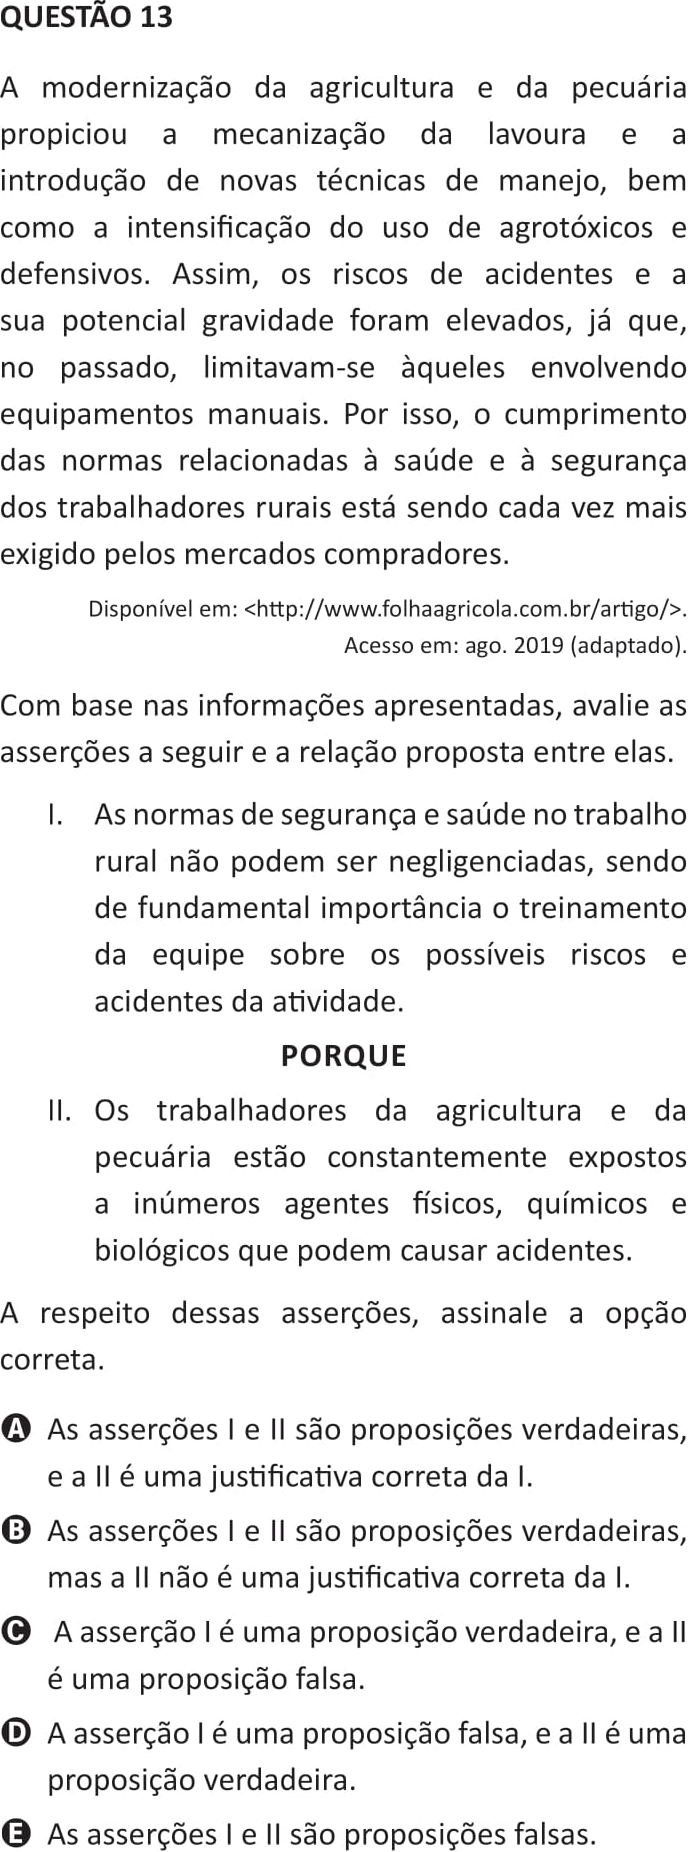 QUESTÃO 13
A modernização da agricultura e da pecuária
propiciou a mecanização da lavoura e a
introdução de novas técnicas de manejo, bem
como a intensificação do uso de agrotóxicos e
defensivos. Assim, os riscos de acidentes e a
sua potencial gravidade foram elevados, já que,
no passado, limitavam-se àqueles envolvendo
equipamentos manuais. Por isso, o cumprimento
das normas relacionadas à saúde e à segurança
dos trabalhadores rurais está sendo cada vez mais
exigido pelos mercados compradores.
Disponível em: <http://www.folhaagricola.com.br/artigo/>.
Acesso em: ago. 2019 (adaptado).
Com base nas informações apresentadas, avalie as
asserções a seguir e a relação proposta entre elas.
I. As normas de segurança e saúde no trabalho
rural não podem ser negligenciadas, sendo
de fundamental importância o treinamento
da equipe sobre os possíveis riscos e
acidentes da atividade.
PORQUE
II. Os trabalhadores da agricultura e da
pecuária estão constantemente expostos
a inúmeros agentes físicos, químicos e
biológicos que podem causar acidentes.
A respeito dessas asserções, assinale a opção
correta.
A As asserções I e II são proposições verdadeiras,
e a II é uma justificativa correta da I.
B As asserções I e II são proposições verdadeiras,
mas a II não é uma justificativa correta da I.
C A asserção I é uma proposição verdadeira, e a II
é uma proposição falsa.
D A asserção I é uma proposição falsa, e a II é uma
proposição verdadeira.
E As asserções I e II são proposições falsas.